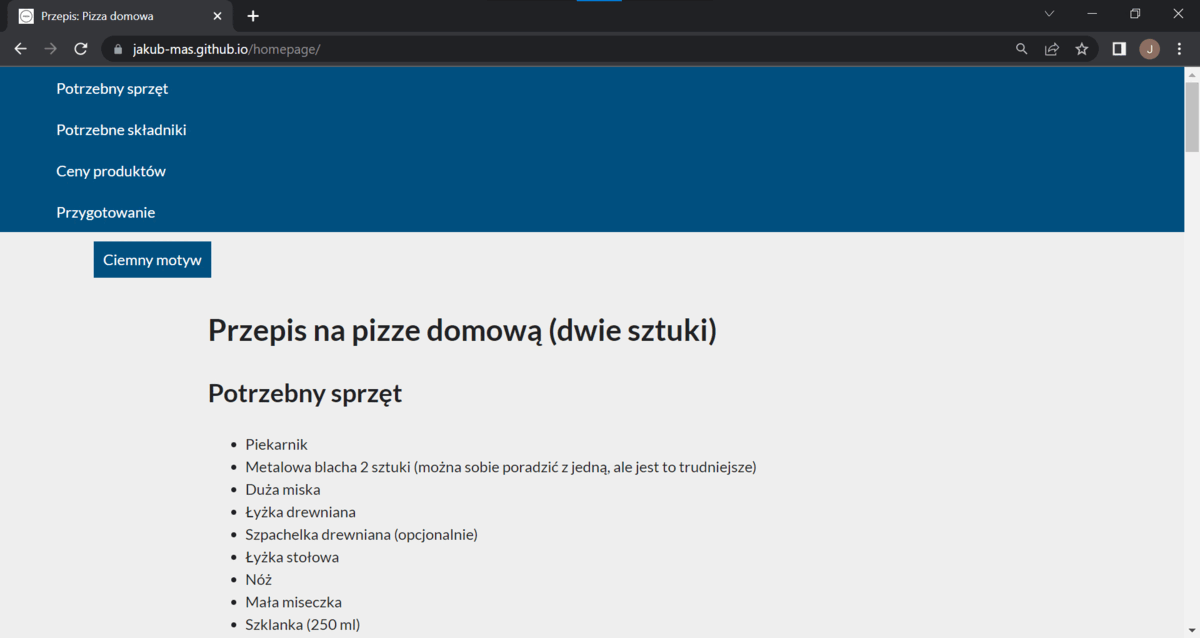 Przepis: Pizza domowa
jakub-mas.github.io/homepage/
J
Potrzebny sprzęt
Potrzebne składniki
Ceny produktów
Przygotowanie
Ciemny motyw
Przepis na pizze domową (dwie sztuki)
Potrzebny sprzęt
Piekarnik
Metalowa blacha 2 sztuki (można sobie poradzić z jedną, ale jest to trudniejsze)
Duża miska
Łyżka drewniana
Szpachelka drewniana (opcjonalnie)
Łyżka stołowa
Nóż
Mała miseczka
Szklanka (250 ml)